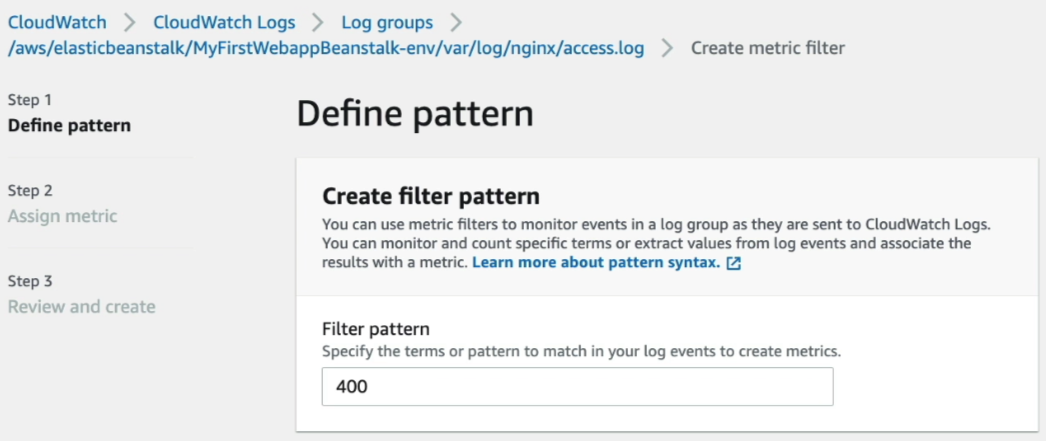 CloudWatch > CloudWatch Logs > Log groups >
/aws/elasticbeanstalk/MyFirstWebappBeanstalk-env/var/log/nginx/access.log > Create metric filter
Step 1
Define pattern
Step 2
Assign metric
Step 3
Review and create
Define pattern
Create filter pattern
You can use metric filters to monitor events in a log group as they are sent to CloudWatch Logs.
You can monitor and count specific terms or extract values from log events and associate the
results with a metric. Learn more about pattern syntax.
Filter pattern
Specify the terms or pattern to match in your log events to create metrics.
400